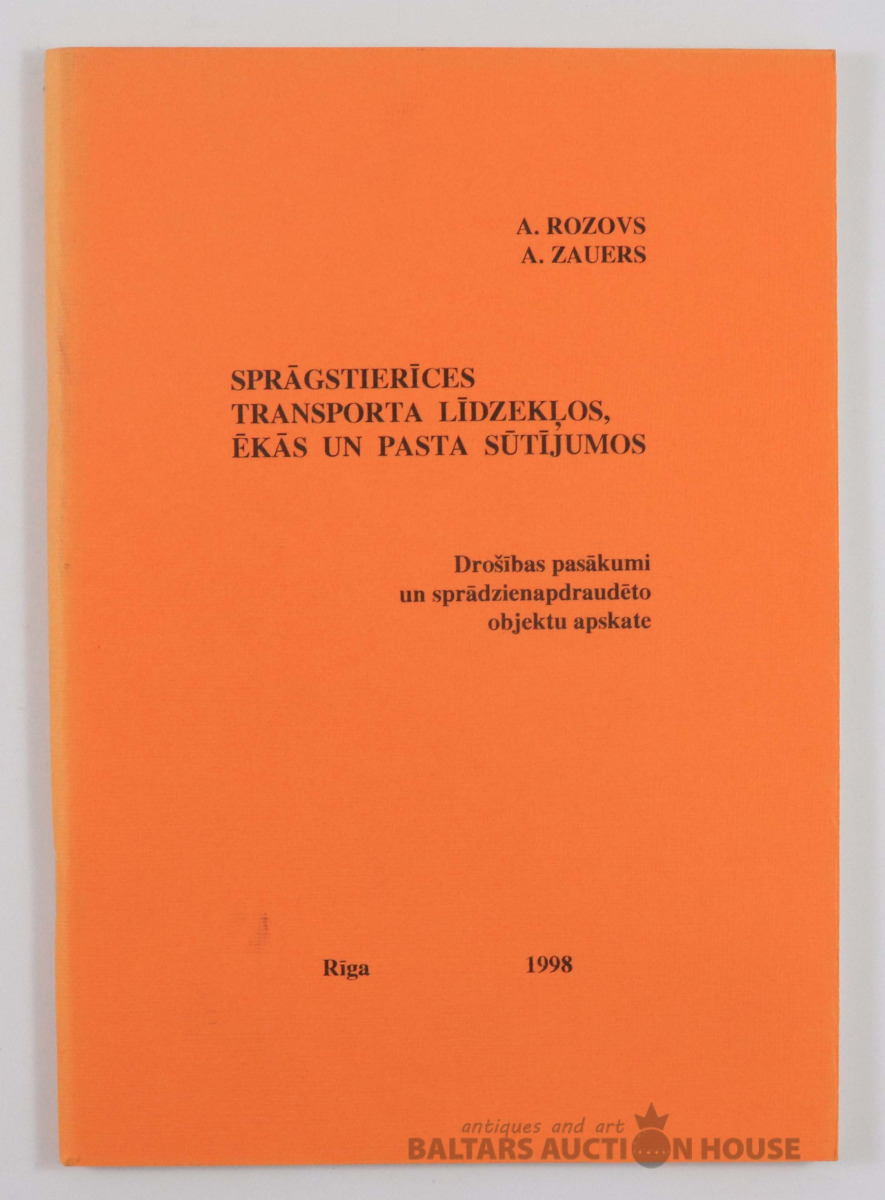 A. ROZOVS
A. ZAUERS
SPRĀGSTIERĪCES
TRANSPORTA LĪDZEKĻOS,
ĒKĀS UN PASTA SŪTĪJUMOS
Drošības pasākumi
un sprādzienapdraudēto
objektu apskate
Rīga 1998
antiques and art
BALTARS AUCTION HOUSE